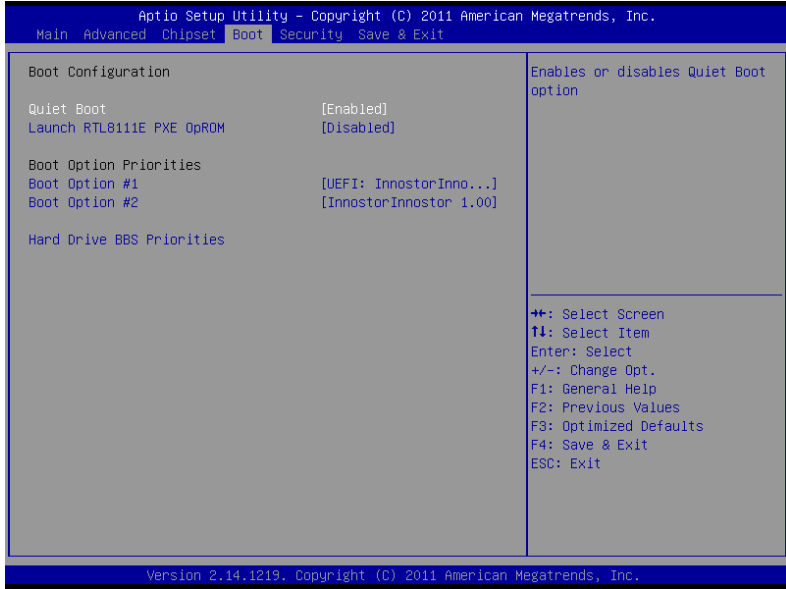 Aptio Setup Utility – Copyright (C) 2011 American Megatrends, Inc.
Main Advanced Chipset Boot Security Save & Exit
Boot Configuration
Quiet Boot [Enabled]
Launch RTL8111E PXE OpROM [Disabled]
Boot Option Priorities
Boot Option #1 [UEFI: InnostorInno...]
Boot Option #2 [InnostorInnostor 1.00]
Hard Drive BBS Priorities
Enables or disables Quiet Boot
option
→←: Select Screen
↑↓: Select Item
Enter: Select
+/-: Change Opt.
F1: General Help
F2: Previous Values
F3: Optimized Defaults
F4: Save & Exit
ESC: Exit
Version 2.14.1219. Copyright (C) 2011 American Megatrends, Inc.